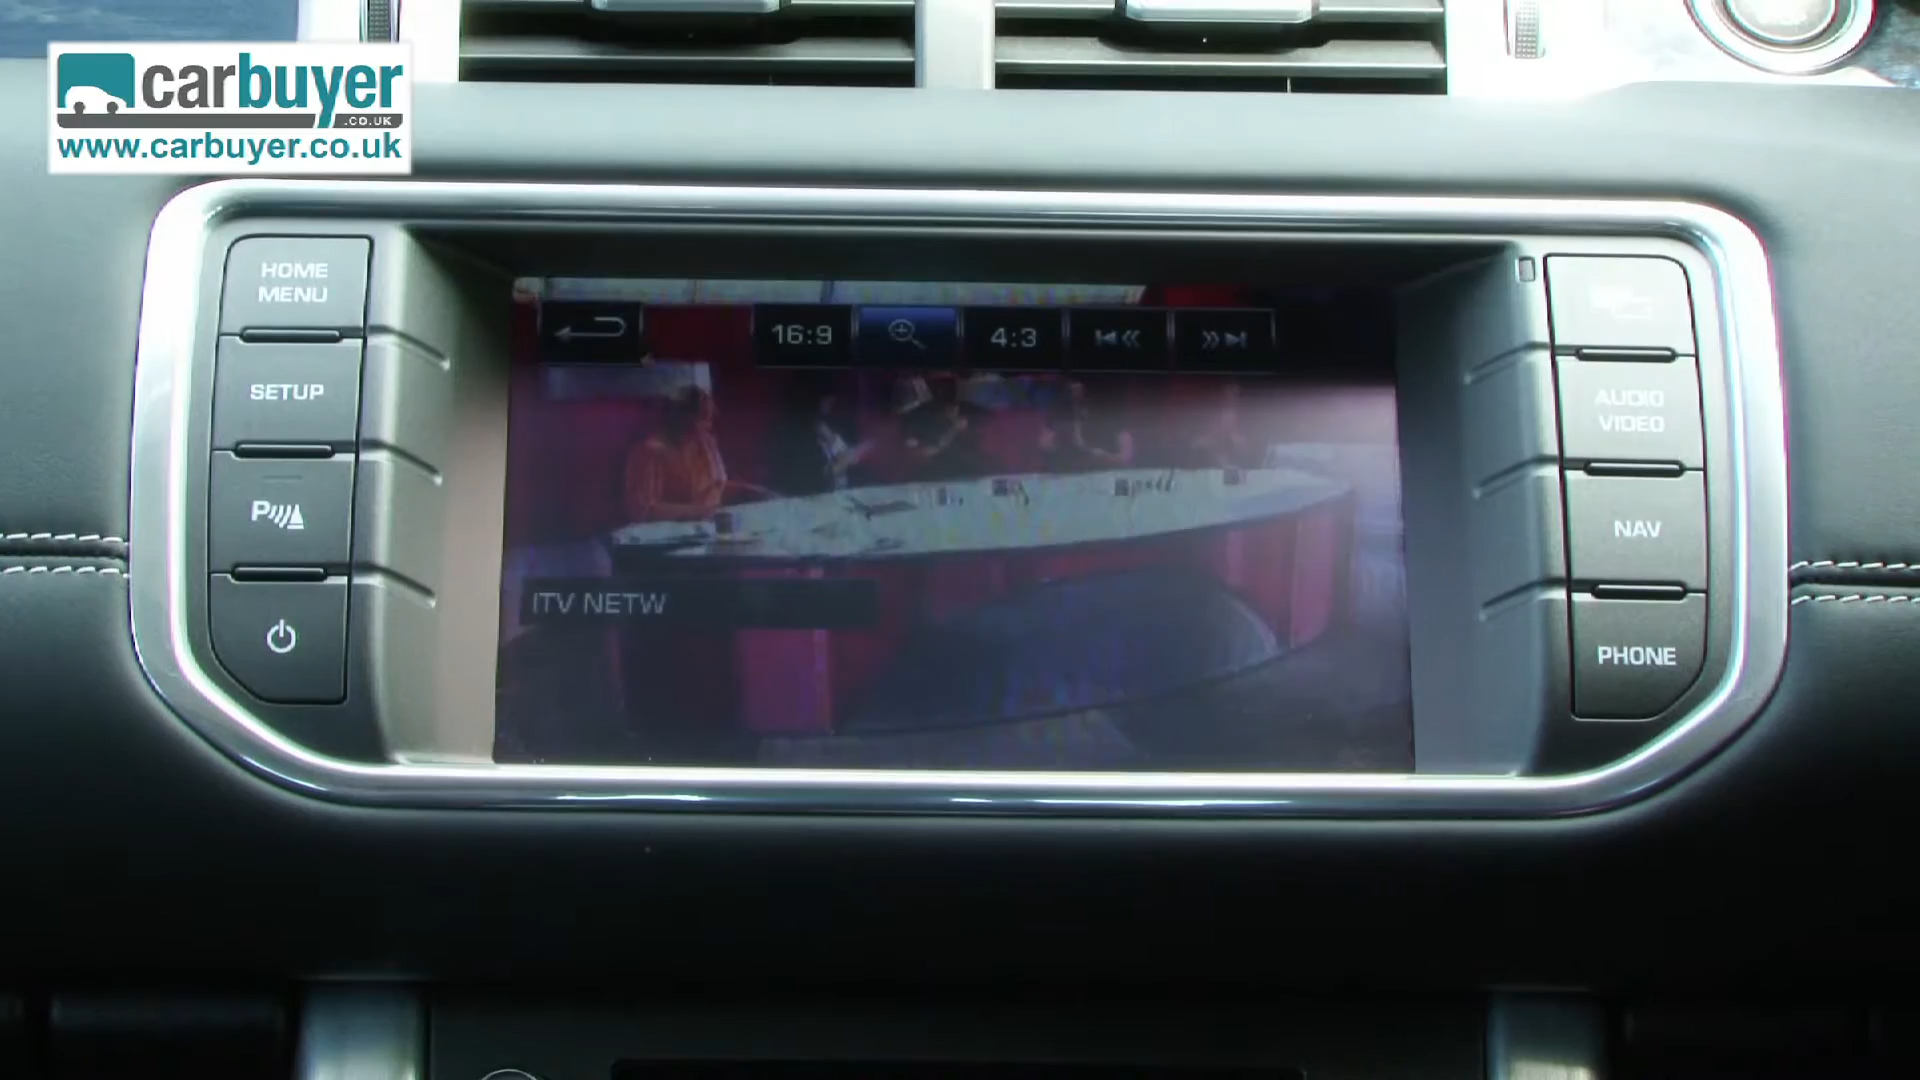 carbuyer
.CO.UK
www.carbuyer.co.uk
HOME
MENU
SETUP
P
16:9
4:3
ITV NETW
AUDIO
VIDEO
NAV
PHONE